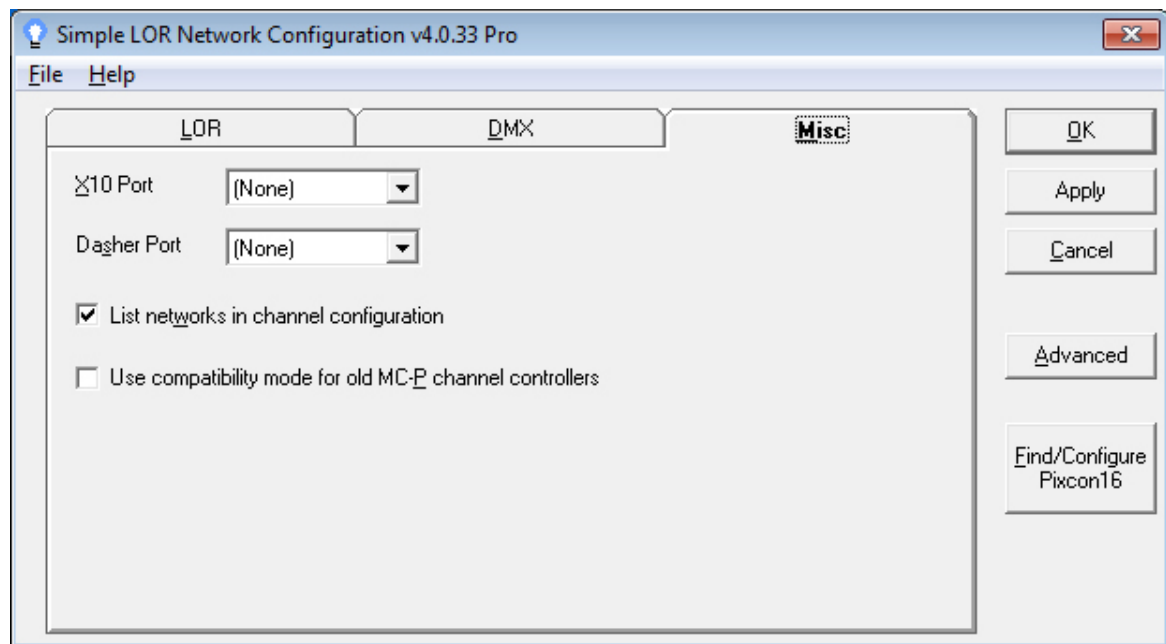 Simple LOR Network Configuration v4.0.33 Pro
File Help
LOR DMX Misc
X10 Port (None)
Dasher Port (None)
List networks in channel configuration
Use compatibility mode for old MC-P channel controllers
OK
Apply
Cancel
Advanced
Find/Configure
Pixcon16